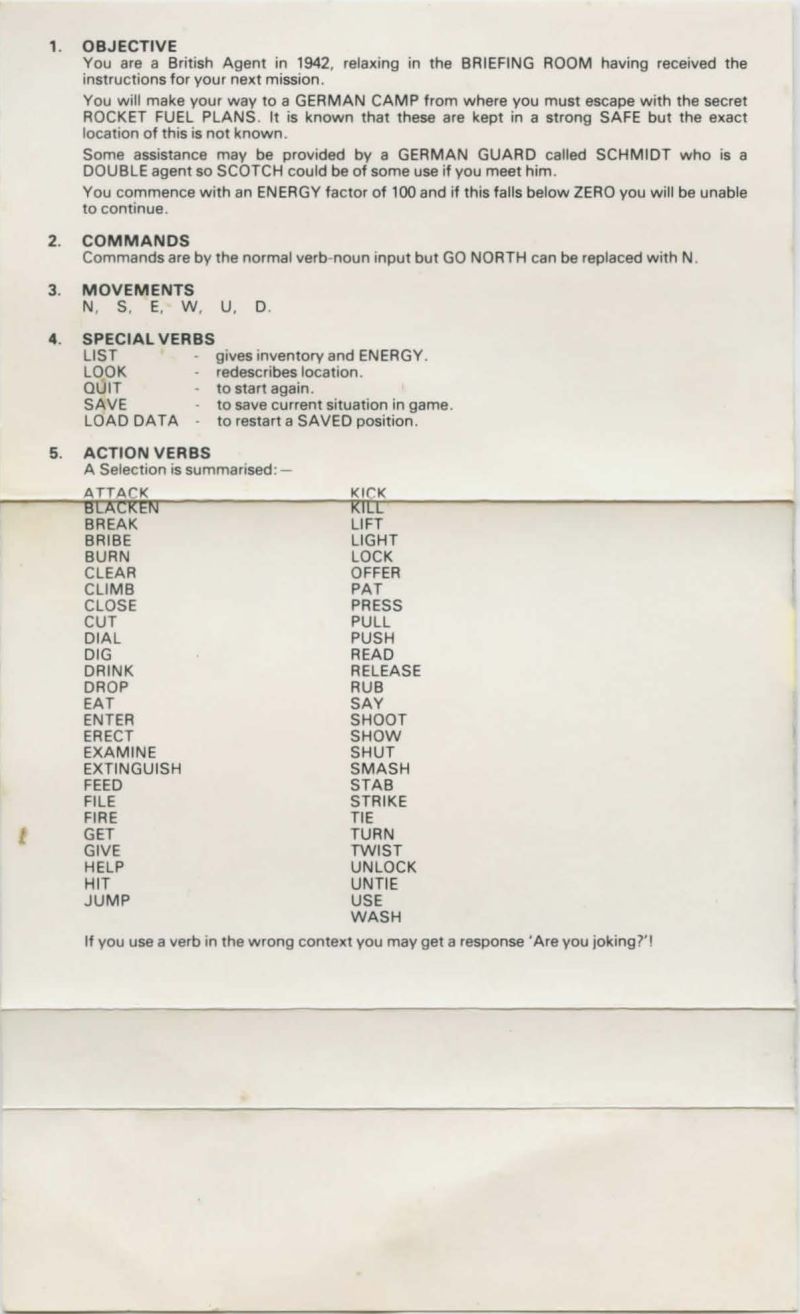 1. OBJECTIVE
You are a British Agent in 1942, relaxing in the BRIEFING ROOM having received the
instructions for your next mission.
You will make your way to a GERMAN CAMP from where you must escape with the secret
ROCKET FUEL PLANS. It is known that these are kept in a strong SAFE but the exact
location of this is not known.
Some assistance may be provided by a GERMAN GUARD called SCHMIDT who is a
DOUBLE agent so SCOTCH could be of some use if you meet him.
You commence with an ENERGY factor of 100 and if this falls below ZERO you will be unable
to continue.
2. COMMANDS
Commands are by the normal verb-noun input but GO NORTH can be replaced with N.
3. MOVEMENTS
N, S, E, W, U, D.
4. SPECIAL VERBS
LIST - gives inventory and ENERGY.
LOOK - redescribes location.
QUIT - to start again.
SAVE - to save current situation in game.
LOAD DATA - to restart a SAVED position.
5. ACTION VERBS
A Selection is summarised:—
ATTACK KICK
BLACKEN KILL
BREAK LIFT
BRIBE LIGHT
BURN LOCK
CLEAR OFFER
CLIMB PAT
CLOSE PRESS
CUT PULL
DIAL PUSH
DIG READ
DRINK RELEASE
DROP RUB
EAT SAY
ENTER SHOOT
ERECT SHOW
EXAMINE SHUT
EXTINGUISH SMASH
FEED STAB
FILE STRIKE
FIRE TIE
GET TURN
GIVE TWIST
HELP UNLOCK
HIT UNTIE
JUMP USE
WASH
If you use a verb in the wrong context you may get a response 'Are you joking?'!